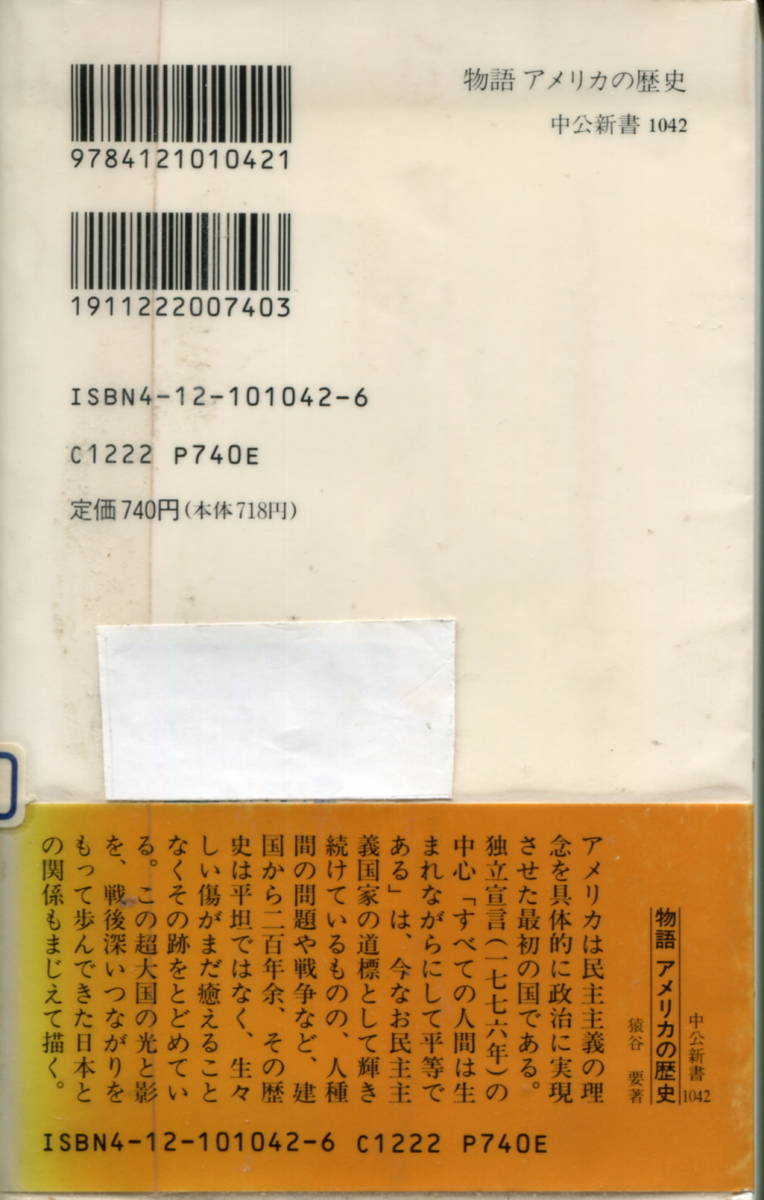 物語 アメリカの歴史
中公新書 1042
9784121010421
1911222007403
ISBN4-12-101042-6
C1222 P740E
定価740円(本体718円)
中公新書
1042
物語 アメリカの歴史
猿谷 要著
アメリカは民主主義の理
念を具体的に政治に実現
させた最初の国である。
独立宣言(一七七六年)の
中心「すべての人間は生
まれながらにして平等で
ある」は、今なお民主主
義国家の道標として輝き
続けているものの、人種
間の問題や戦争など、建
国から二百年余、その歴
史は平坦ではなく、生々
しい傷がまだ癒えること
なくその跡をとどめてい
る。この超大国の光と影
を、戦後深いつながりを
もって歩んできた日本と
の関係もまじえて描く。
ISBN4-12-101042-6 C1222 P740E